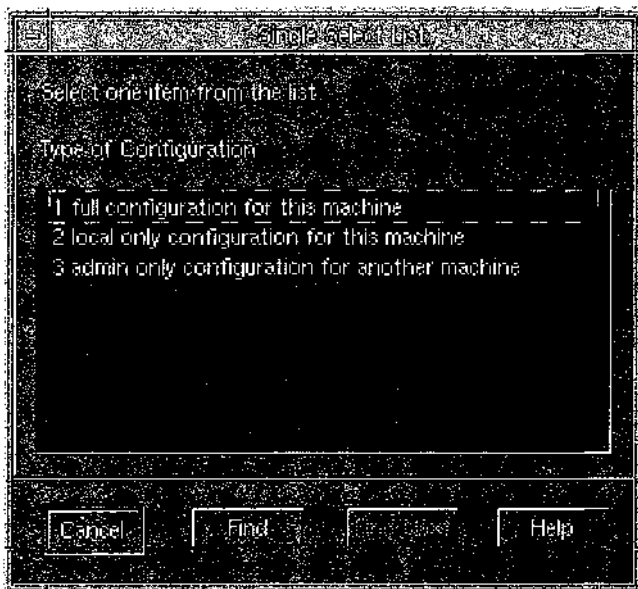 Single Select List
Select one item from the list
Type of Configuration
1 full configuration for this machine
2 local only configuration for this machine
3 admin only configuration for another machine
Cancel
Find
Help